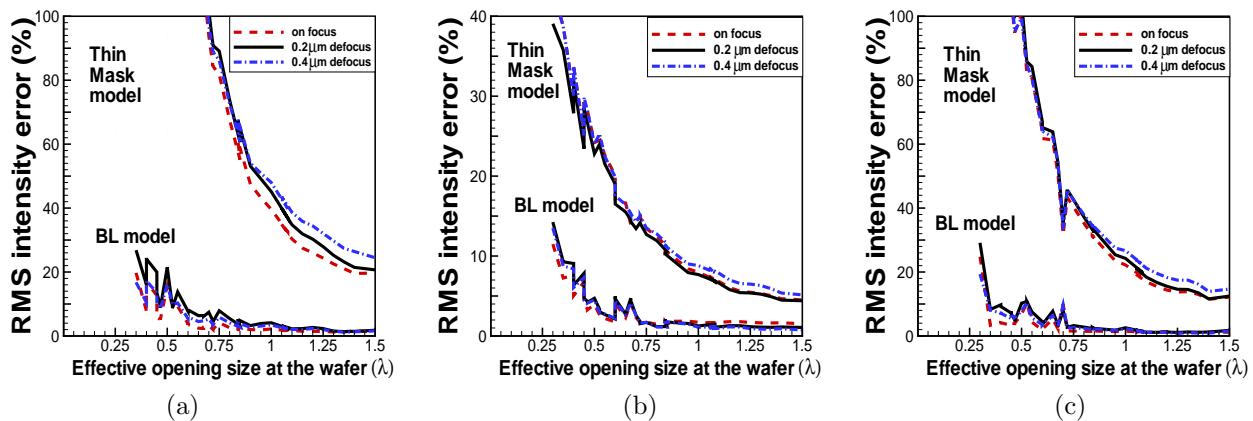 RMS intensity error (%)
100
80
60
40
20
0
Thin
Mask
model
BL model
on focus
0.2 μm defocus
0.4 μm defocus
0.25 0.5 0.75 1 1.25 1.5
Effective opening size at the wafer (λ)
(a)
RMS intensity error (%)
40
30
20
10
0
Thin
Mask
model
BL model
on focus
0.2 μm defocus
0.4 μm defocus
0.25 0.5 0.75 1 1.25 1.5
Effective opening size at the wafer (λ)
(b)
RMS intensity error (%)
100
80
60
40
20
0
Thin
Mask
model
BL model
on focus
0.2 μm defocus
0.4 μm defocus
0.25 0.5 0.75 1 1.25 1.5
Effective opening size at the wafer (λ)
(c)